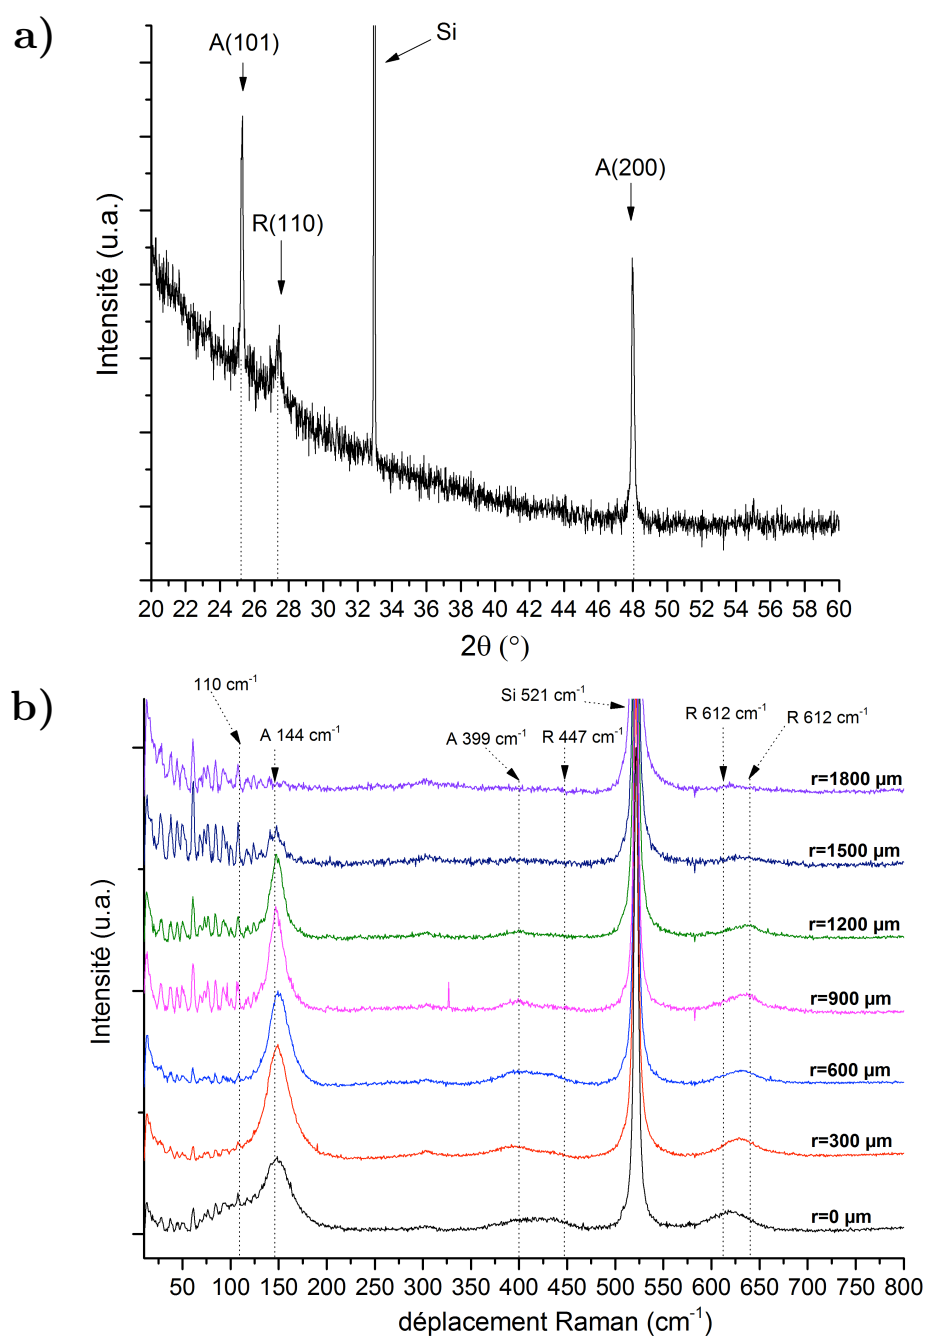 a)
A(101)
Si
A(200)
R(110)
Intensité (u.a.)
20 22 24 26 28 30 32 34 36 38 40 42 44 46 48 50 52 54 56 58 60
2θ (°)
b)
110 cm-1
Si 521 cm-1
R 612 cm-1
R 612 cm-1
A 144 cm-1
A 399 cm-1
R 447 cm-1
r=1800 µm
r=1500 µm
r=1200 µm
r=900 µm
r=600 µm
r=300 µm
r=0 µm
Intensité (u.a.)
50 100 150 200 250 300 350 400 450 500 550 600 650 700 750 800
déplacement Raman (cm-1)